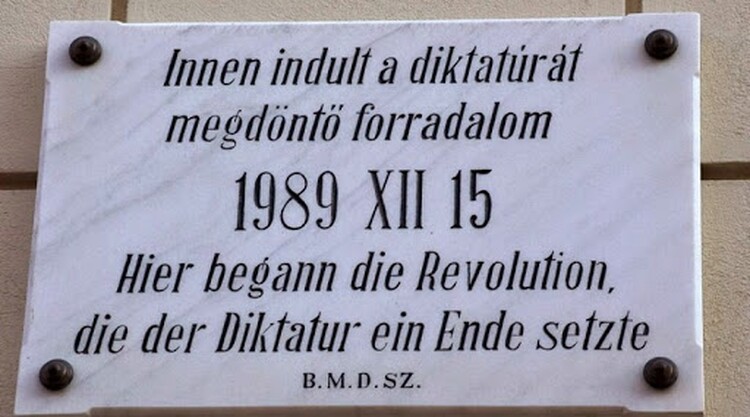 Innen indult a diktatúrát
megdöntő forradalom
1989 XII 15
Hier begann die Revolution,
die der Diktatur ein Ende setzte
B.M.D.SZ.